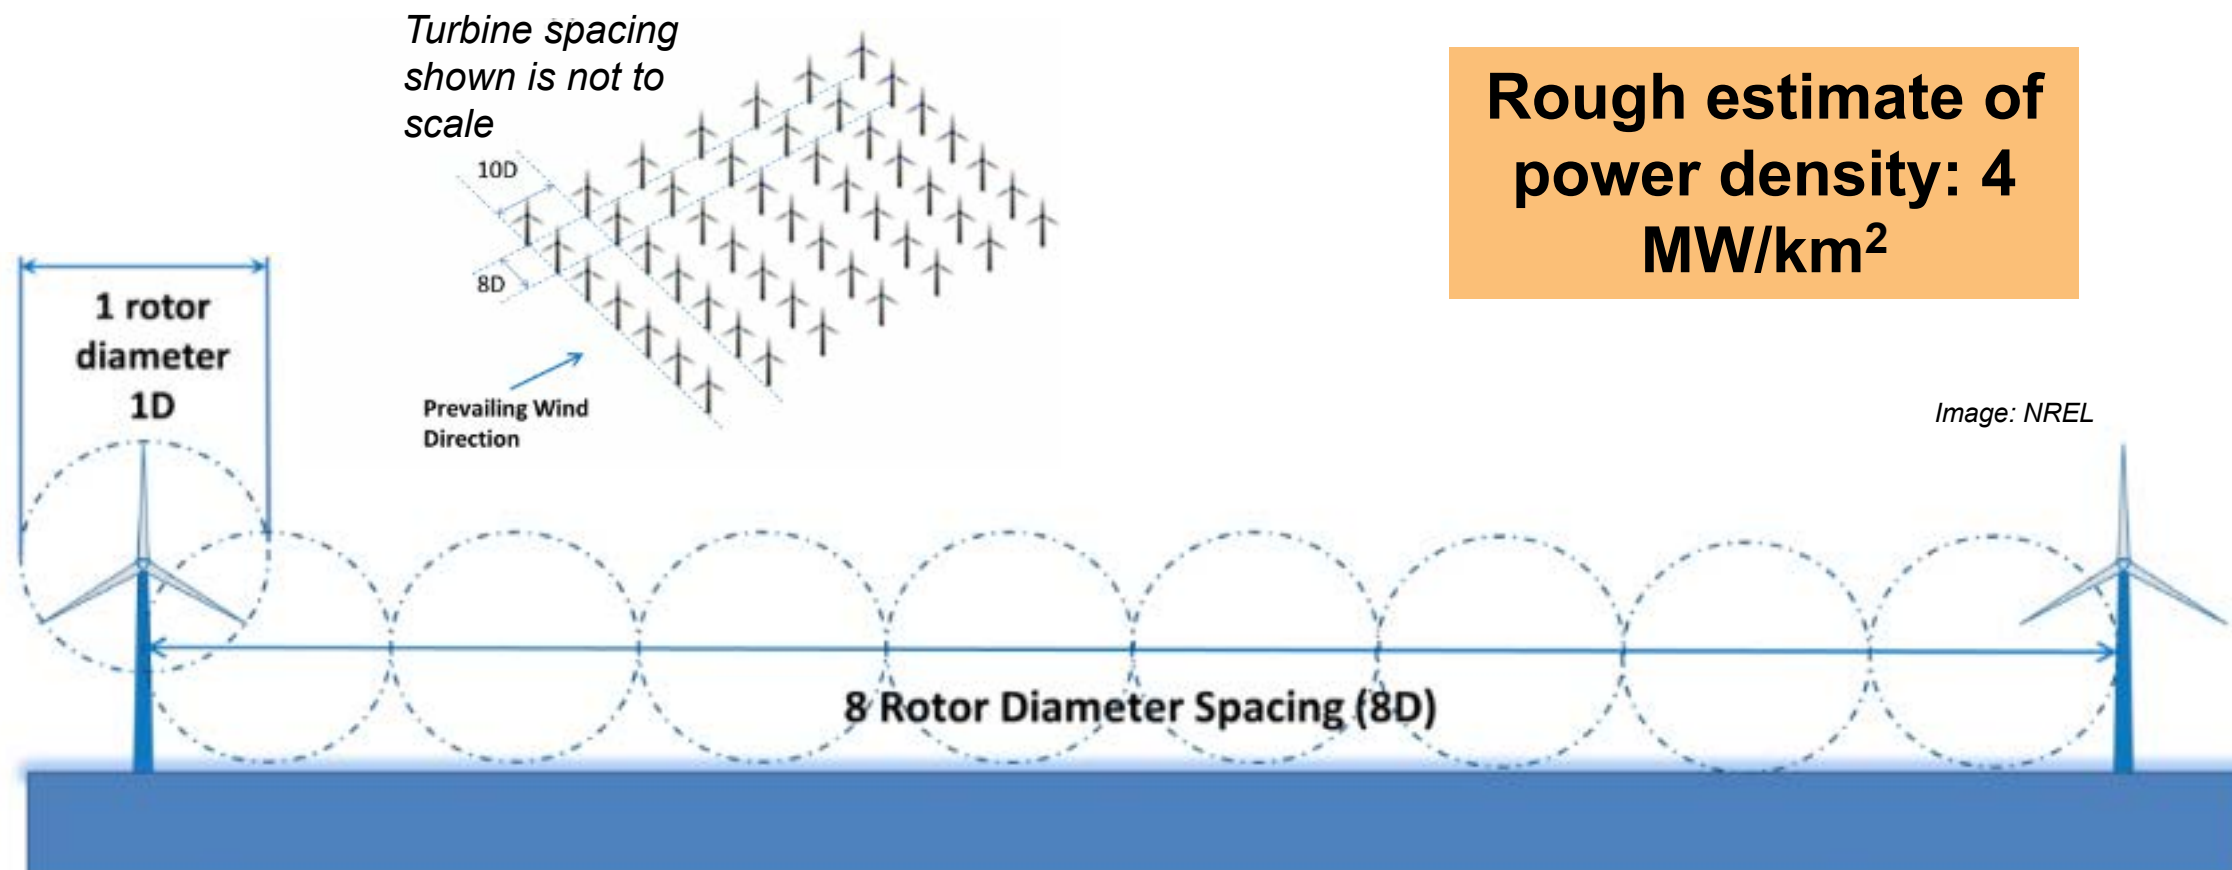 Turbine spacing
shown is not to
scale
Rough estimate of
power density: 4
MW/km²
10D
8D
1 rotor
diameter
1D
Prevailing Wind
Direction
Image: NREL
8 Rotor Diameter Spacing (8D)